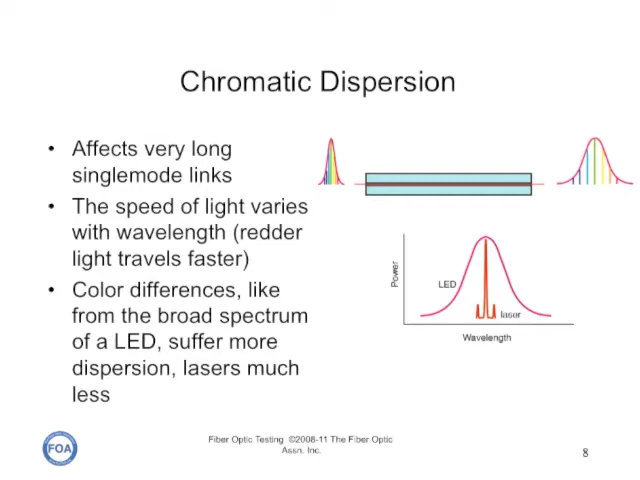 Chromatic Dispersion
• Affects very long
singlemode links
• The speed of light varies
with wavelength (redder
light travels faster)
• Color differences, like
from the broad spectrum
of a LED, suffer more
dispersion, lasers much
less
Power
LED
laser
Wavelength
FOA
Fiber Optic Testing ©2008-11 The Fiber Optic
Assn. Inc.
8